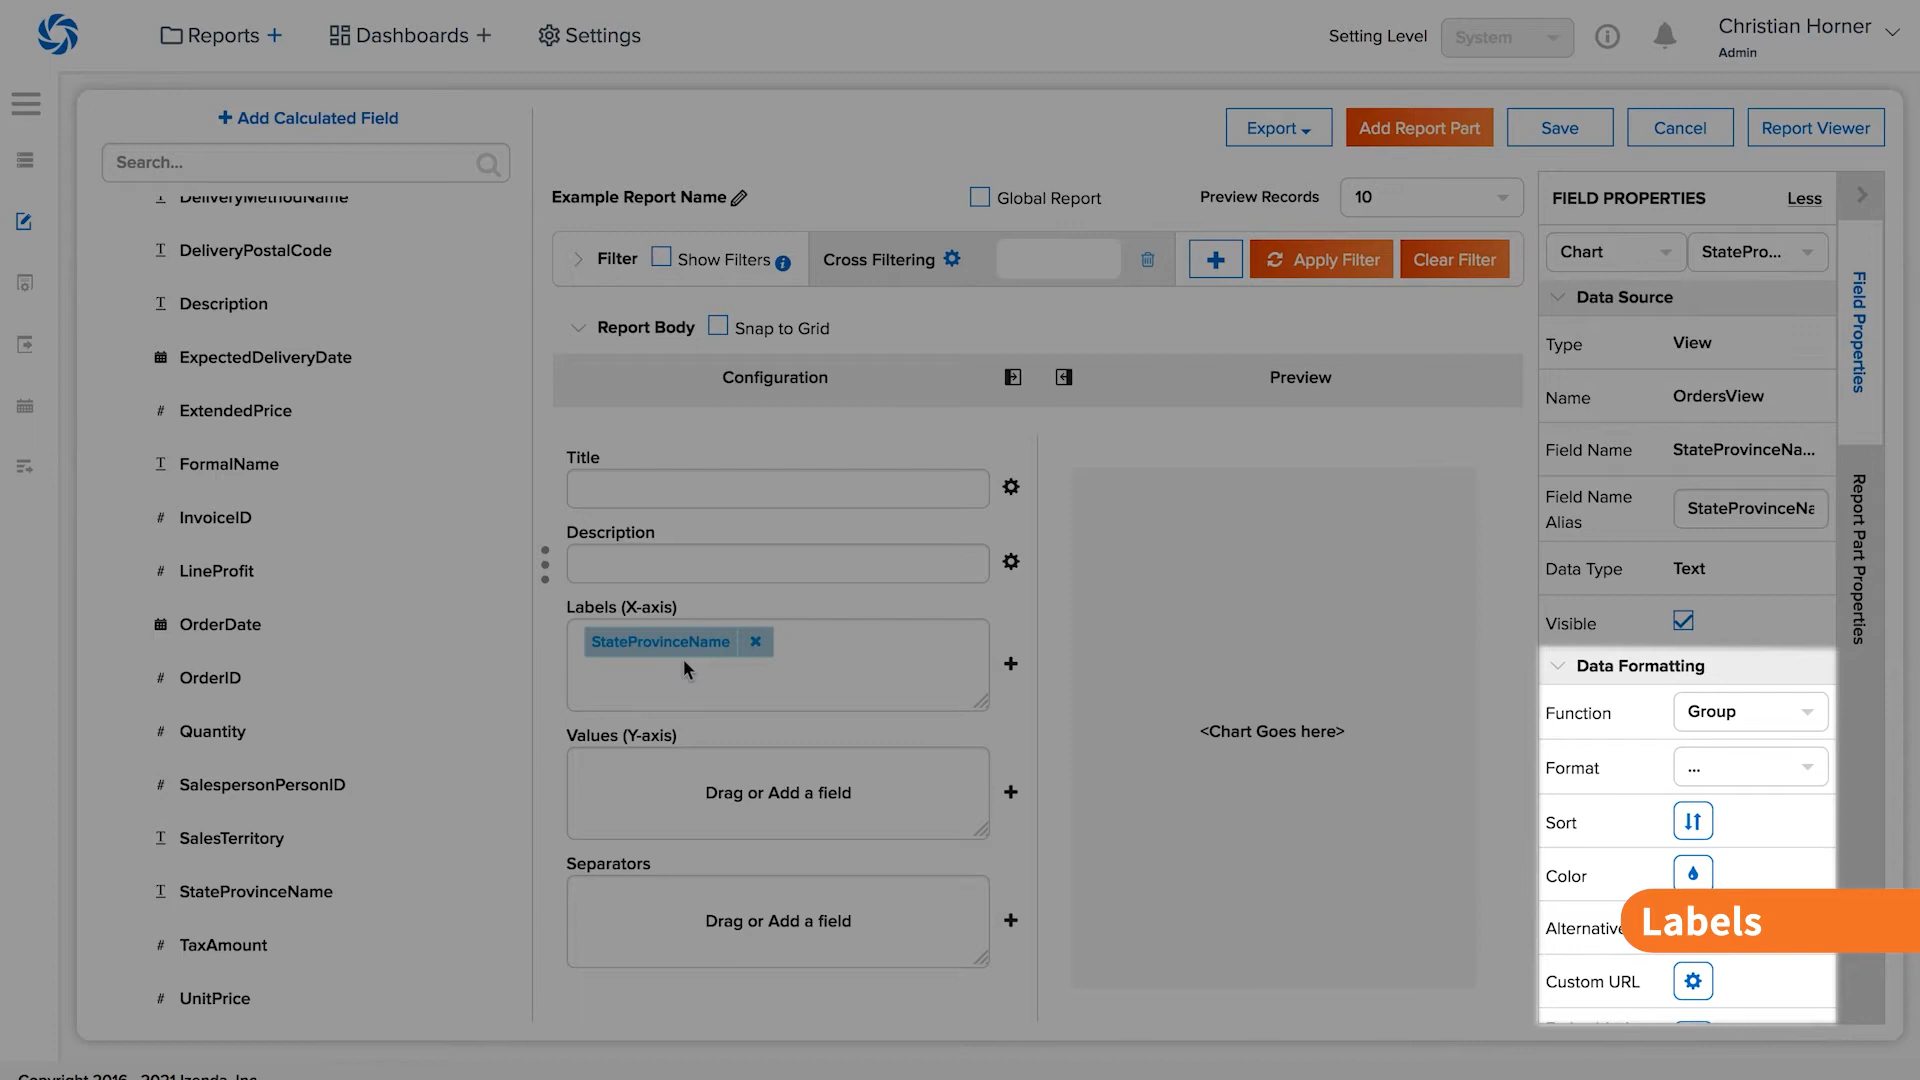 Reports +
Dashboards +
Settings
Setting Level
System
Christian Horner
Admin
+ Add Calculated Field
Search...
DeliveryMethodName
DeliveryPostalCode
Description
ExpectedDeliveryDate
# ExtendedPrice
FormalName
# InvoiceID
# LineProfit
OrderDate
# OrderID
# Quantity
# SalespersonPersonID
SalesTerritory
StateProvinceName
# TaxAmount
# UnitPrice
Export
Add Report Part
Save
Cancel
Report Viewer
Example Report Name
Global Report
Preview Records
10
Filter
Show Filters
Cross Filtering
Apply Filter
Clear Filter
Report Body
Snap to Grid
Configuration
Preview
Title
Description
Labels (X-axis)
StateProvinceName
Values (Y-axis)
Drag or Add a field
Separators
Drag or Add a field
<Chart Goes here>
FIELD PROPERTIES
Less
Chart
StatePro...
Data Source
Type
View
Name
OrdersView
Field Name
StateProvinceNa...
Field Name
Alias
StateProvinceNa
Data Type
Text
Visible
Data Formatting
Function
Group
Format
...
Sort
Color
Alternative
Labels
Custom URL
Field Properties
Report Part Properties
Copyright 2016 - 2021 Izenda, Inc